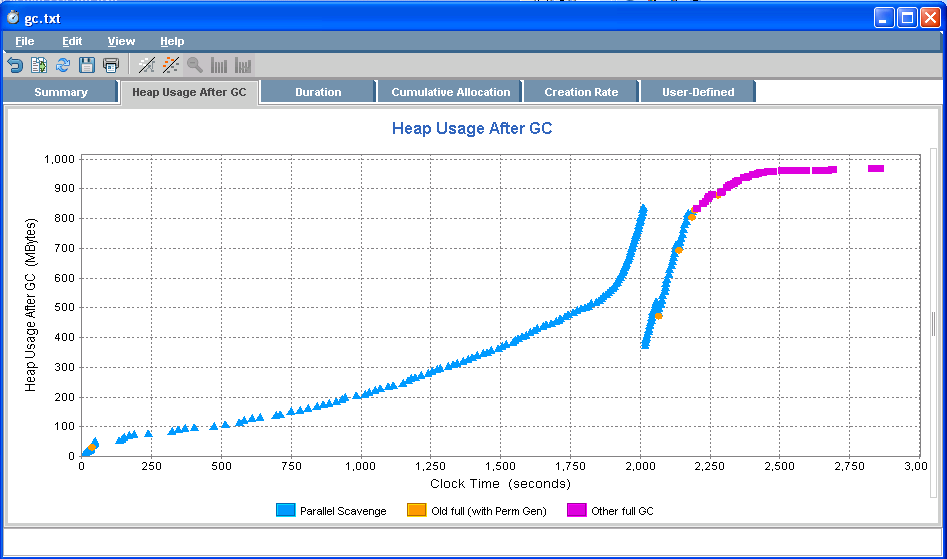 gc.txt
File Edit View Help
Summary Heap Usage After GC Duration Cumulative Allocation Creation Rate User-Defined
Heap Usage After GC
Heap Usage After GC (MBytes)
1,000
900
800
700
600
500
400
300
200
100
0
0 250 500 750 1,000 1,250 1,500 1,750 2,000 2,250 2,500 2,750 3,00
Clock Time (seconds)
Parallel Scavenge Old full (with Perm Gen) Other full GC